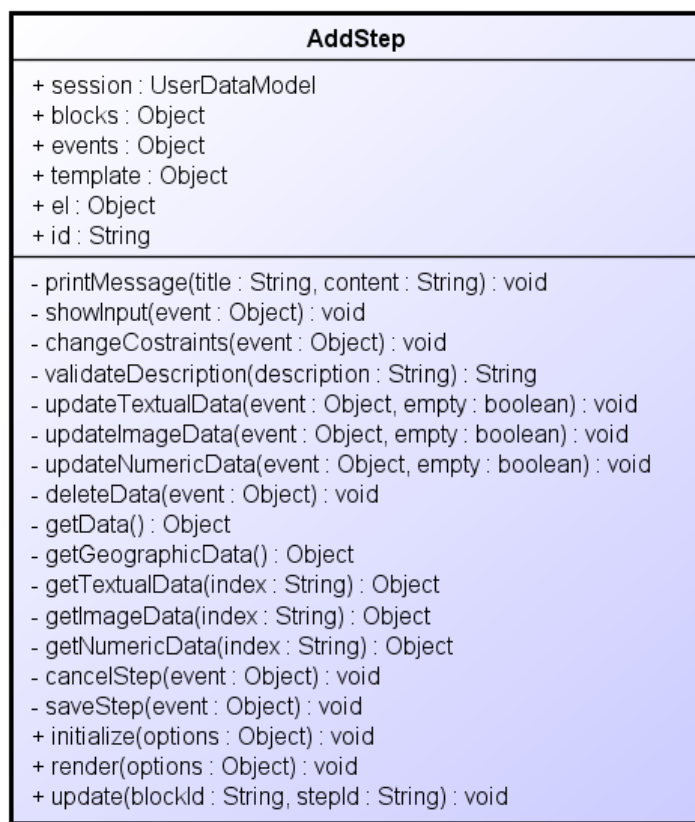 AddStep
+ session : UserDataModel
+ blocks : Object
+ events : Object
+ template : Object
+ el : Object
+ id : String
- printMessage(title : String, content : String) : void
- showInput(event : Object) : void
- changeCostraints(event : Object) : void
- validateDescription(description : String) : String
- updateTextualData(event : Object, empty : boolean) : void
- updateImageData(event : Object, empty : boolean) : void
- updateNumericData(event : Object, empty : boolean) : void
- deleteData(event : Object) : void
- getData() : Object
- getGeographicData() : Object
- getTextualData(index : String) : Object
- getImageData(index : String) : Object
- getNumericData(index : String) : Object
- cancelStep(event : Object) : void
- saveStep(event : Object) : void
+ initialize(options : Object) : void
+ render(options : Object) : void
+ update(blockId : String, stepId : String) : void